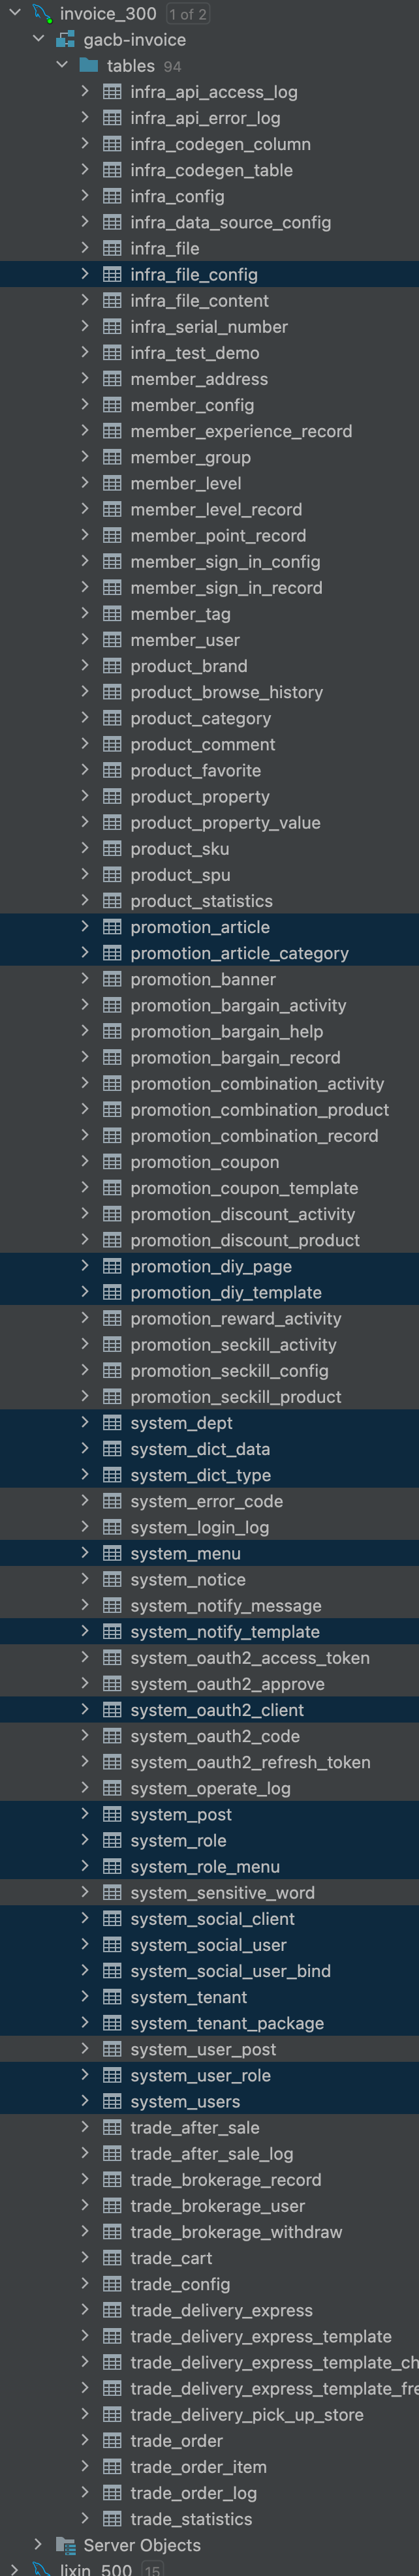 invoice_300 1 of 2
gacb-invoice
tables 94
infra_api_access_log
infra_api_error_log
infra_codegen_column
infra_codegen_table
infra_config
infra_data_source_config
infra_file
infra_file_config
infra_file_content
infra_serial_number
infra_test_demo
member_address
member_config
member_experience_record
member_group
member_level
member_level_record
member_point_record
member_sign_in_config
member_sign_in_record
member_tag
member_user
product_brand
product_browse_history
product_category
product_comment
product_favorite
product_property
product_property_value
product_sku
product_spu
product_statistics
promotion_article
promotion_article_category
promotion_banner
promotion_bargain_activity
promotion_bargain_help
promotion_bargain_record
promotion_combination_activity
promotion_combination_product
promotion_combination_record
promotion_coupon
promotion_coupon_template
promotion_discount_activity
promotion_discount_product
promotion_diy_page
promotion_diy_template
promotion_reward_activity
promotion_seckill_activity
promotion_seckill_config
promotion_seckill_product
system_dept
system_dict_data
system_dict_type
system_error_code
system_login_log
system_menu
system_notice
system_notify_message
system_notify_template
system_oauth2_access_token
system_oauth2_approve
system_oauth2_client
system_oauth2_code
system_oauth2_refresh_token
system_operate_log
system_post
system_role
system_role_menu
system_sensitive_word
system_social_client
system_social_user
system_social_user_bind
system_tenant
system_tenant_package
system_user_post
system_user_role
system_users
trade_after_sale
trade_after_sale_log
trade_brokerage_record
trade_brokerage_user
trade_brokerage_withdraw
trade_cart
trade_config
trade_delivery_express
trade_delivery_express_template
trade_delivery_express_template_ch
trade_delivery_express_template_fre
trade_delivery_pick_up_store
trade_order
trade_order_item
trade_order_log
trade_statistics
Server Objects
lixin_500 15